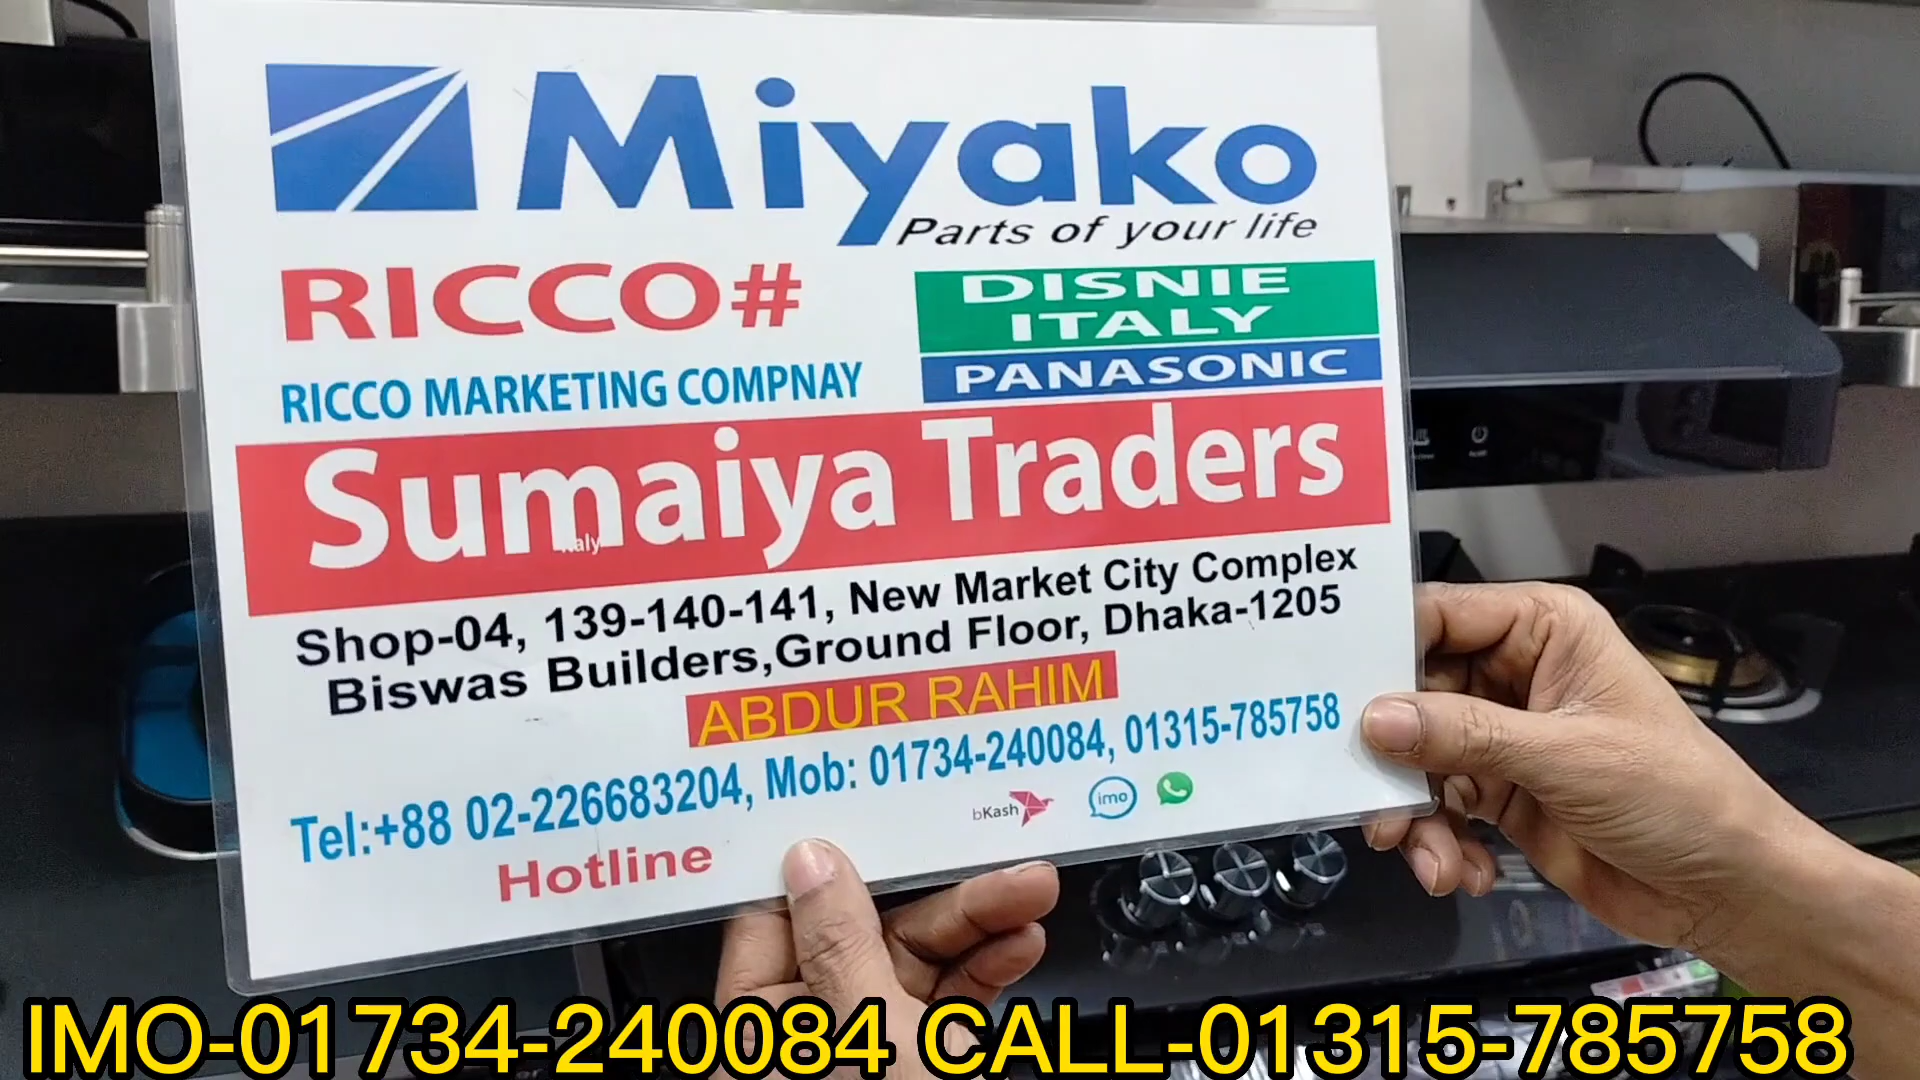 Miyako
Parts of your life
RICCO#
DISNIE
ITALY
RICCO MARKETING COMPNAY
PANASONIC
Sumaiya Traders
Italy
Shop-04, 139-140-141, New Market City Complex
Biswas Builders,Ground Floor, Dhaka-1205
ABDUR RAHIM
Tel:+88 02-226683204, Mob: 01734-240084, 01315-785758
bKash
imo
Hotline
IMO-01734-240084 CALL-01315-785758